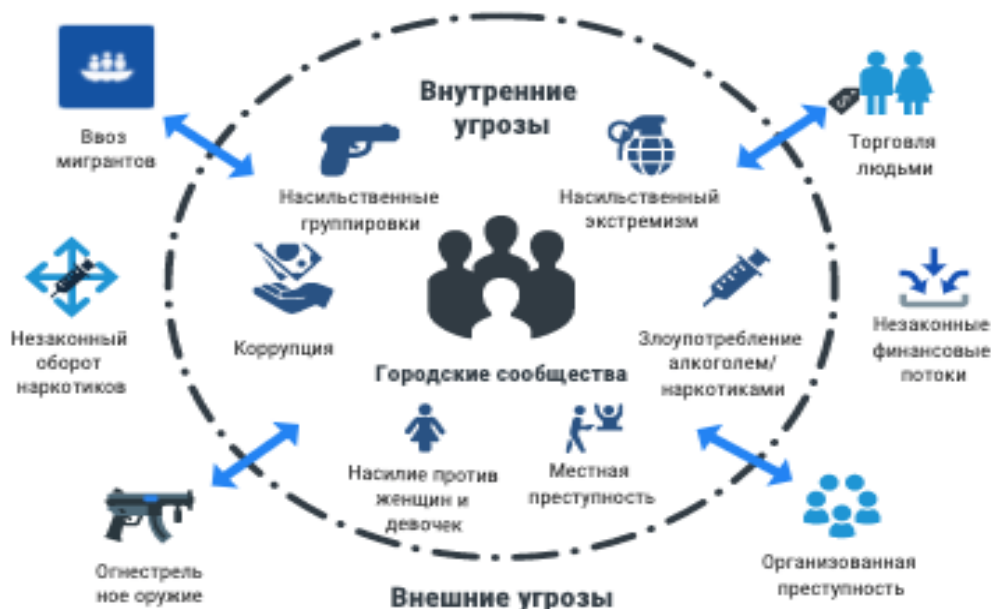 Внутренние
угрозы
Ввоз
мигрантов
Торговля
людьми
Насильственные
группировки
Насильственный
экстремизм
Незаконный
оборот
наркотиков
Коррупция
Городские сообщества
Злоупотребление
алкоголем/
наркотиками
Незаконные
финансовые
потоки
Насилие против
женщин и
девочек
Местная
преступность
Огнестрель
ное оружие
Организованная
преступность
Внешние угрозы